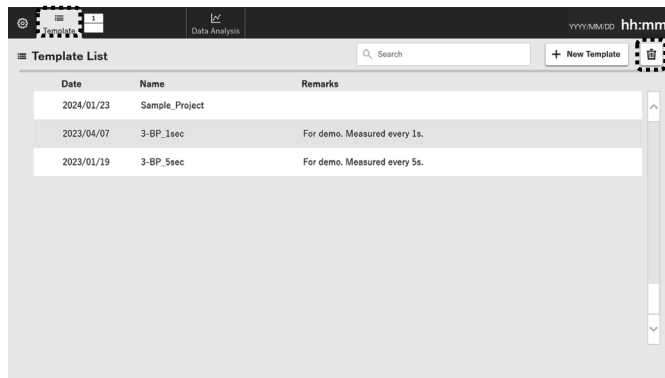 Template
1
Data Analysis
YYYY/MM/DD hh:mm
Template List
Search
+ New Template
Date Name Remarks
2024/01/23 Sample_Project
2023/04/07 3-BP_1sec For demo. Measured every 1s.
2023/01/19 3-BP_5sec For demo. Measured every 5s.